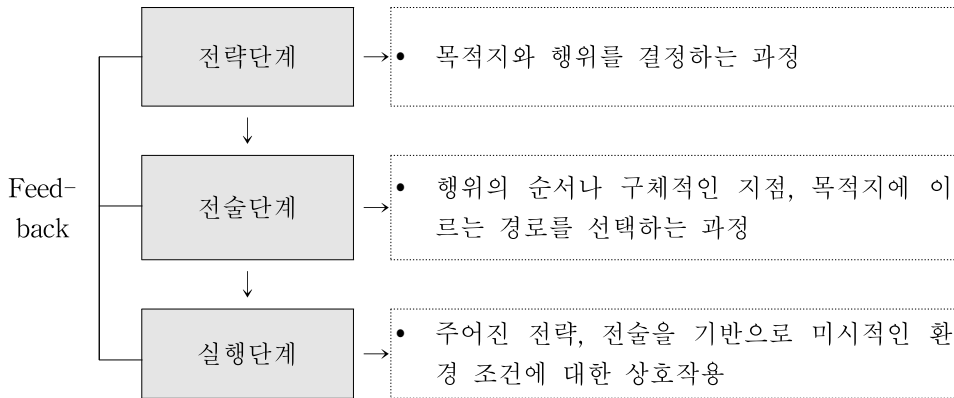 전략단계
• 목적지와 행위를 결정하는 과정
Feed-
back
전술단계
• 행위의 순서나 구체적인 지점, 목적지에 이
르는 경로를 선택하는 과정
실행단계
• 주어진 전략, 전술을 기반으로 미시적인 환
경 조건에 대한 상호작용